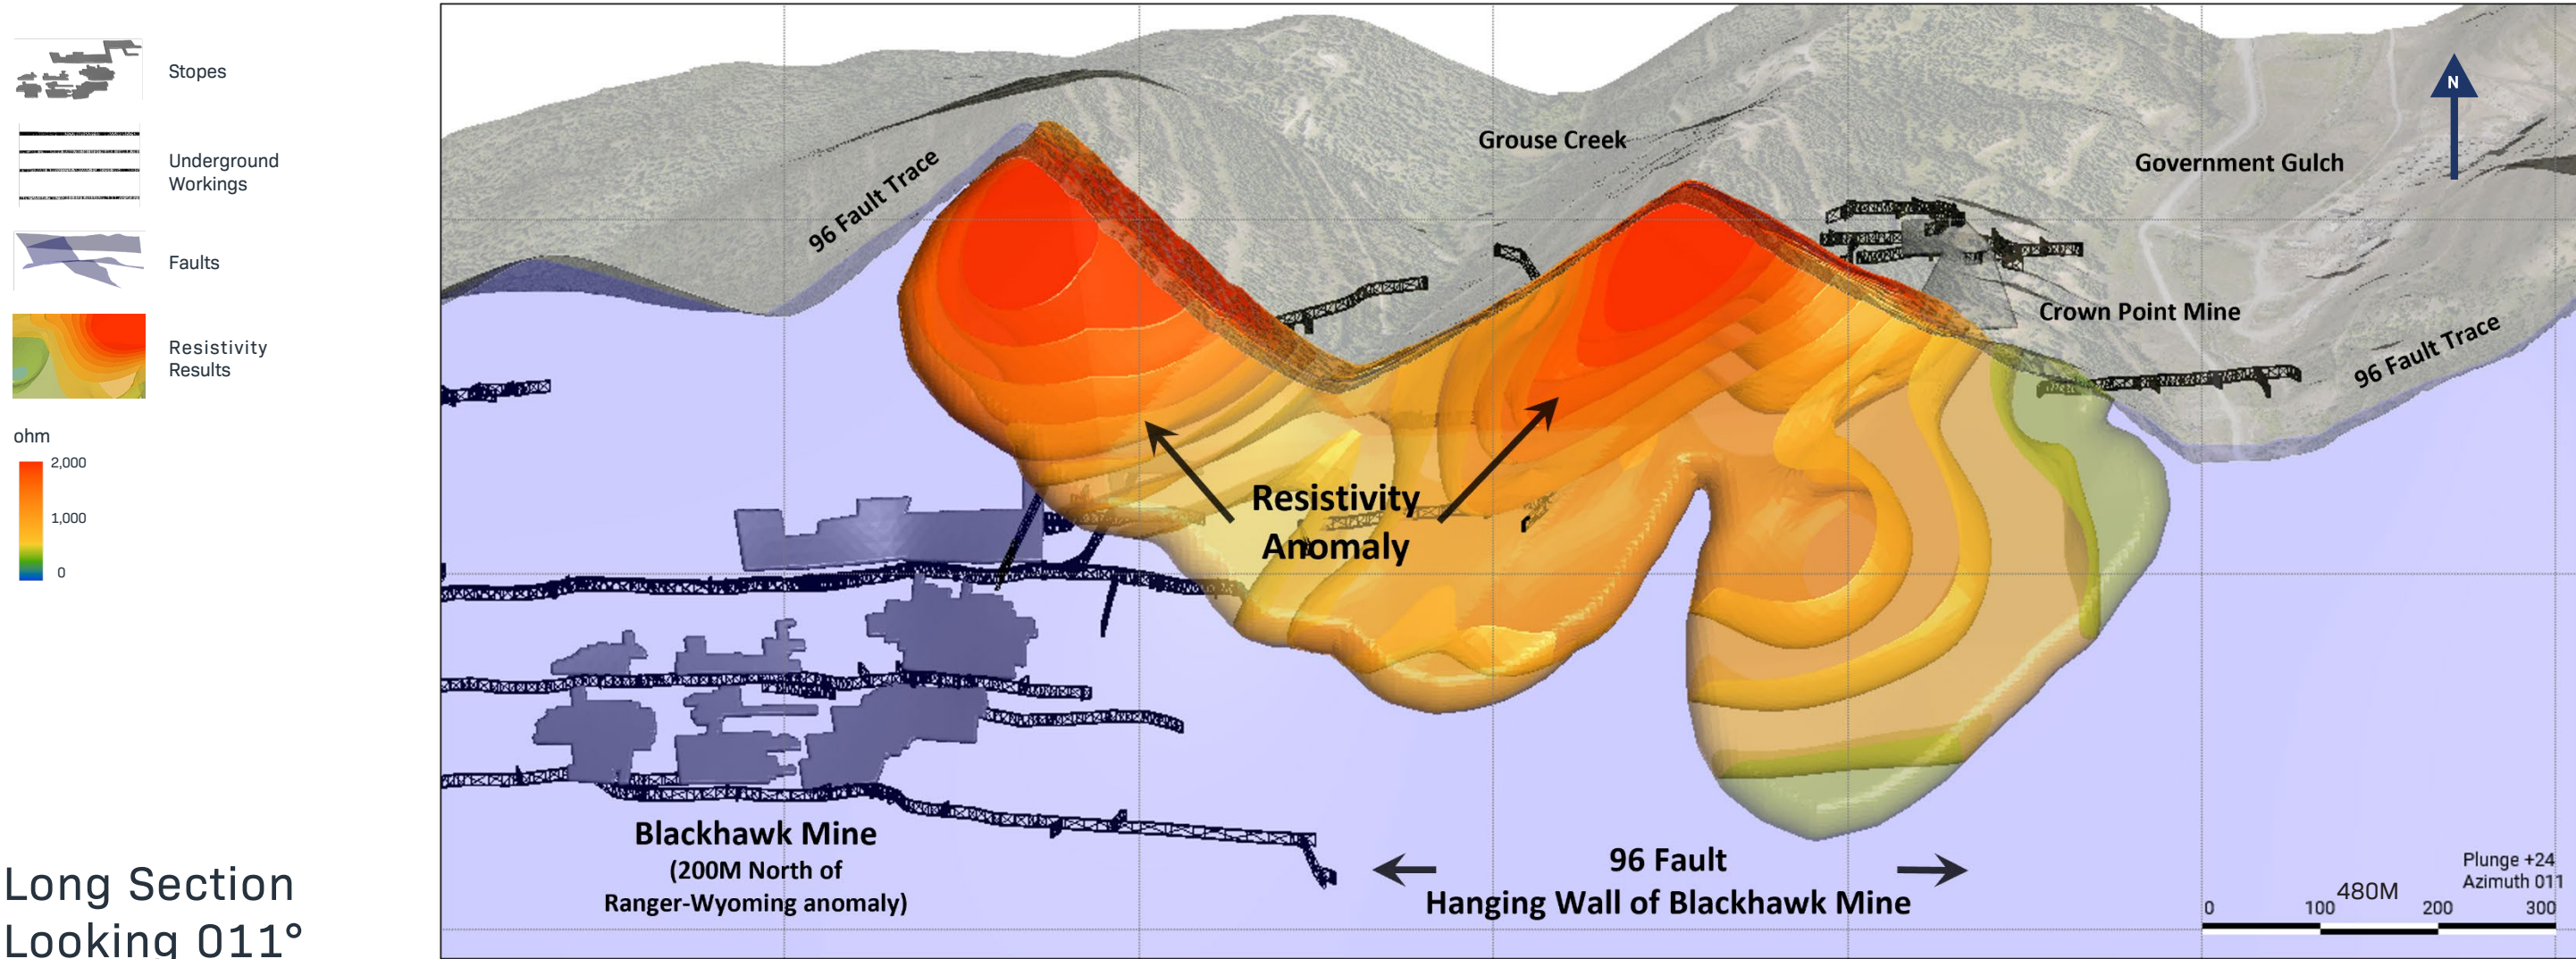 Stopes
Underground
Workings
Faults
Resistivity
Results
ohm
2,000
1,000
0
Long Section
Looking 011°
96 Fault Trace
Grouse Creek
Government Gulch
N
Crown Point Mine
96 Fault Trace
Resistivity
Anomaly
Blackhawk Mine
(200M North of
Ranger-Wyoming anomaly)
96 Fault
Hanging Wall of Blackhawk Mine
Plunge +24
Azimuth 011
480M
0 100 200 300